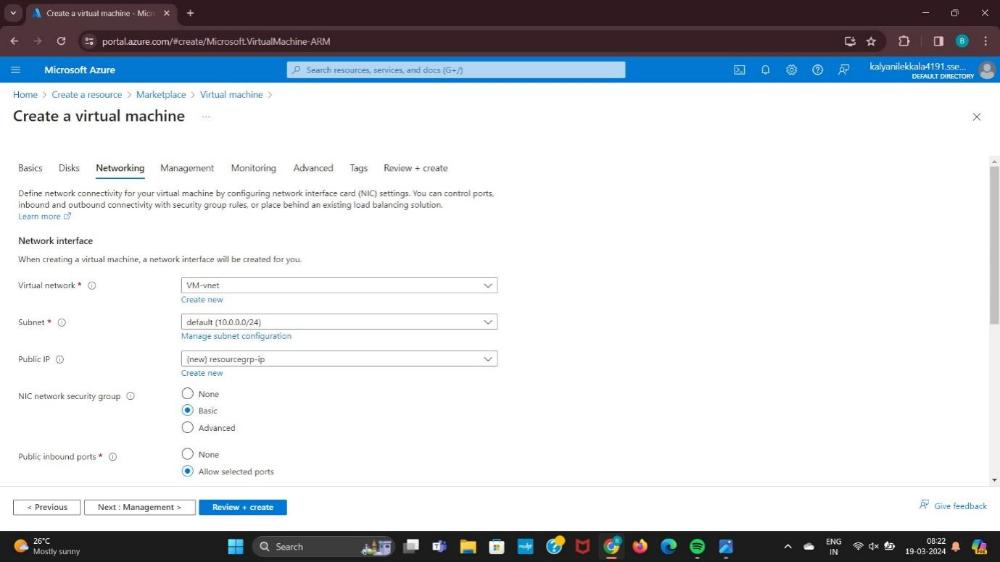 Create a virtual machine - Micro
portal.azure.com/#create/Microsoft.VirtualMachine-ARM
B
Microsoft Azure
Search resources, services, and docs (G+/)
kalyanilekkala4191.sse...
DEFAULT DIRECTORY
Home > Create a resource > Marketplace > Virtual machine >
Create a virtual machine ...
Basics Disks Networking Management Monitoring Advanced Tags Review + create
Define network connectivity for your virtual machine by configuring network interface card (NIC) settings. You can control ports,
inbound and outbound connectivity with security group rules, or place behind an existing load balancing solution.
Learn more
Network interface
When creating a virtual machine, a network interface will be created for you.
Virtual network *
VM-vnet
Create new
Subnet *
default (10.0.0.0/24)
Manage subnet configuration
Public IP
(new) resourcegrp-ip
Create new
NIC network security group
None
Basic
Advanced
Public inbound ports *
None
Allow selected ports
< Previous
Next : Management >
Review + create
Give feedback
26°C
Mostly sunny
Search
ENG
IN
08:22
19-03-2024
PRE